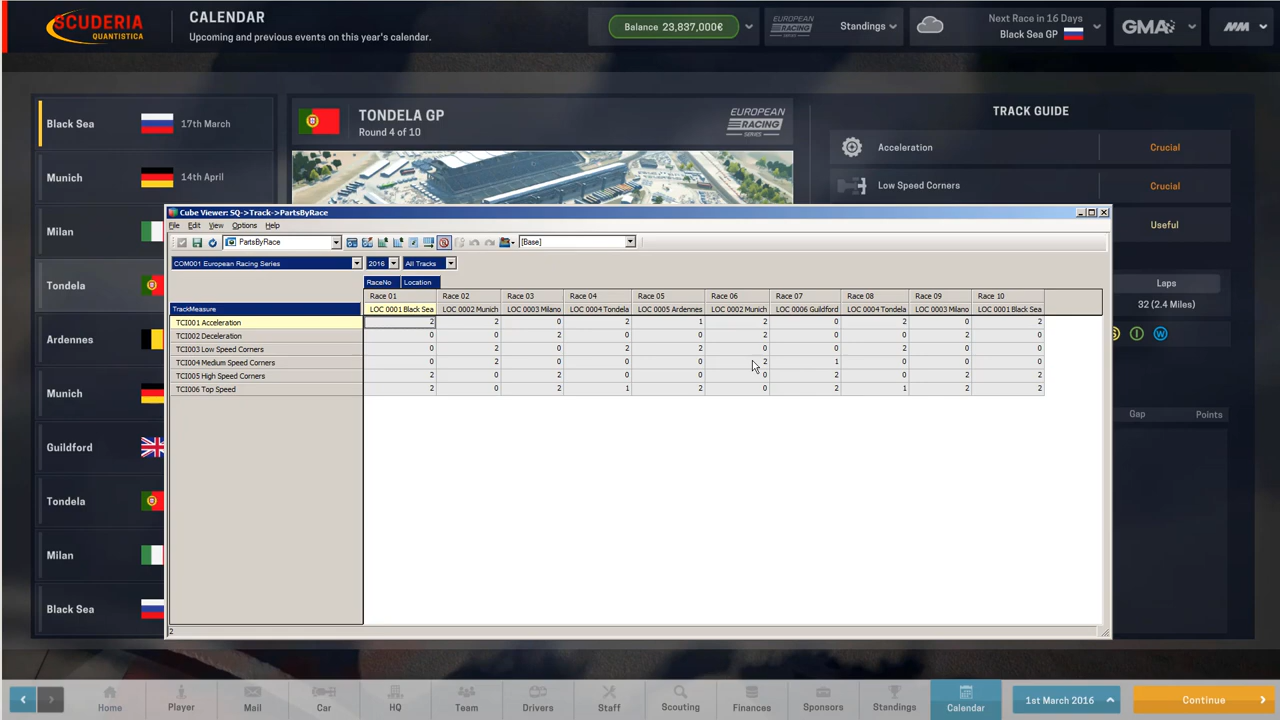 SCUDERIA
QUANTISTICA
CALENDAR
Upcoming and previous events on this year's calendar.
Balance 23,837,000€
EUROPEAN
RACING
SERIES
Standings
Next Race in 16 Days
Black Sea GP
GMA
Black Sea 17th March
Munich 14th April
Milan
Tondela
Ardennes
Munich
Guildford
Tondela
Milan
Black Sea
TONDELA GP
Round 4 of 10
EUROPEAN
RACING
SERIES
TRACK GUIDE
Acceleration Crucial
Low Speed Corners Crucial
Useful
Laps
32 (2.4 Miles)
S I W
Gap Points
Cube Viewer: SQ->Track->PartsByRace
File Edit View Options Help
PartsByRace [Base]
COM001 European Racing Series 2016 All Tracks
RaceNo Location
Race 01 Race 02 Race 03 Race 04 Race 05 Race 06 Race 07 Race 08 Race 09 Race 10
TrackMeasure LOC 0001 Black Sea LOC 0002 Munich LOC 0003 Milano LOC 0004 Tondela LOC 0005 Ardennes LOC 0002 Munich LOC 0006 Guildford LOC 0004 Tondela LOC 0003 Milano LOC 0001 Black Sea
TCI001 Acceleration 2 2 0 2 1 2 0 2 0 2
TCI002 Deceleration 0 0 2 0 0 2 0 0 2 0
TCI003 Low Speed Corners 0 2 0 2 2 0 0 2 0 0
TCI004 Medium Speed Corners 0 2 0 0 0 2 1 0 0 0
TCI005 High Speed Corners 2 0 2 0 0 0 2 0 2 2
TCI006 Top Speed 2 0 2 1 2 0 2 1 2 2
2
Home Player Mail Car HQ Team Drivers Staff Scouting Finances Sponsors Standings Calendar
1st March 2016
Continue